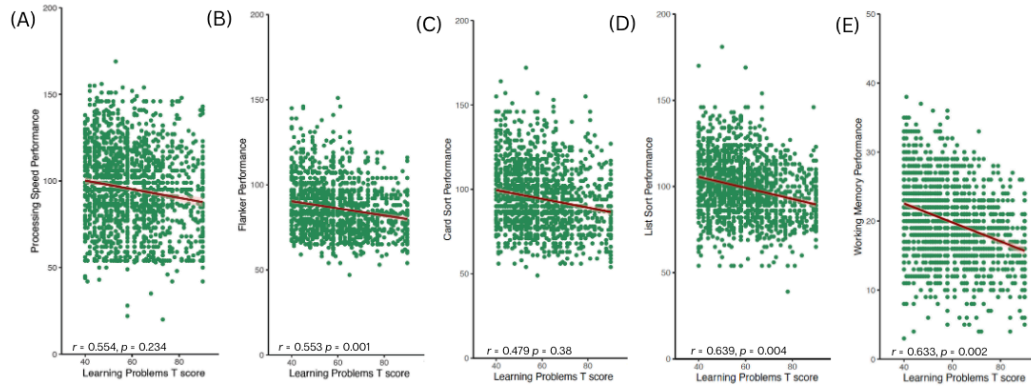 (A)
Processing Speed Performance
200
150
100
50
0
r = 0.554, p = 0.234
40 60 80
Learning Problems T score
(B)
Flanker Performance
200
150
100
50
0
r = 0.553 p = 0.001
40 60 80
Learning Problems T score
(C)
Card Sort Performance
200
150
100
50
0
r = 0.479 p = 0.38
40 60 80
Learning Problems T score
(D)
List Sort Performance
200
150
100
50
0
r = 0.639, p = 0.004
40 60 80
Learning Problems T score
(E)
Working Memory Performance
50
40
30
20
10
0
r = 0.633, p = 0.002
40 60 80
Learning Problems T score